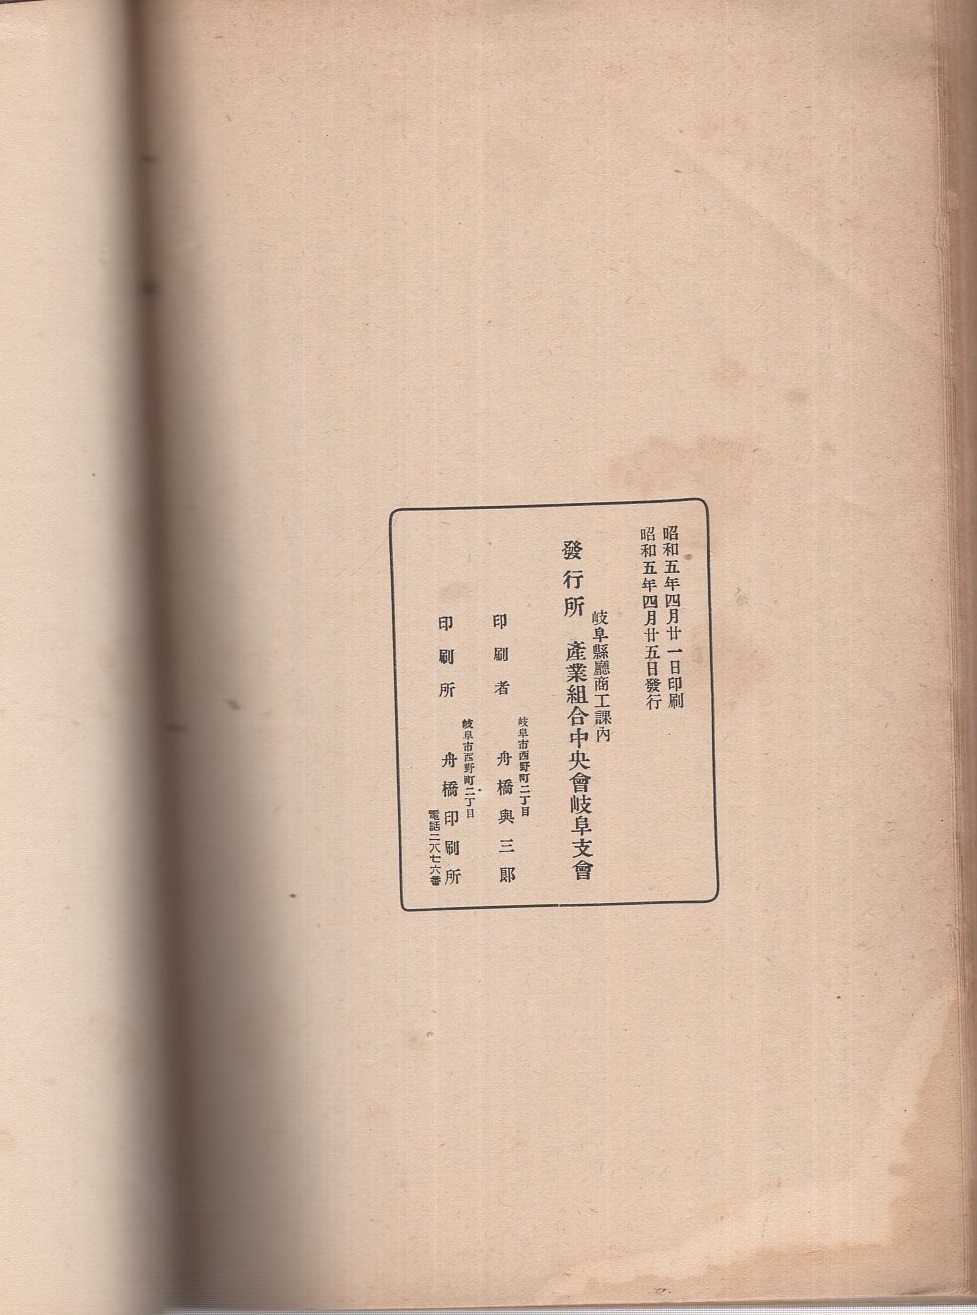 昭和五年四月廿一日印刷
昭和五年四月廿五日發行
岐阜縣廳商工課內
發行所 產業組合中央會岐阜支會
岐阜市西野町二丁目
印刷者 舟橋與三郞
岐阜市西野町二丁目
印刷所 舟橋印刷所
電話二八七六番